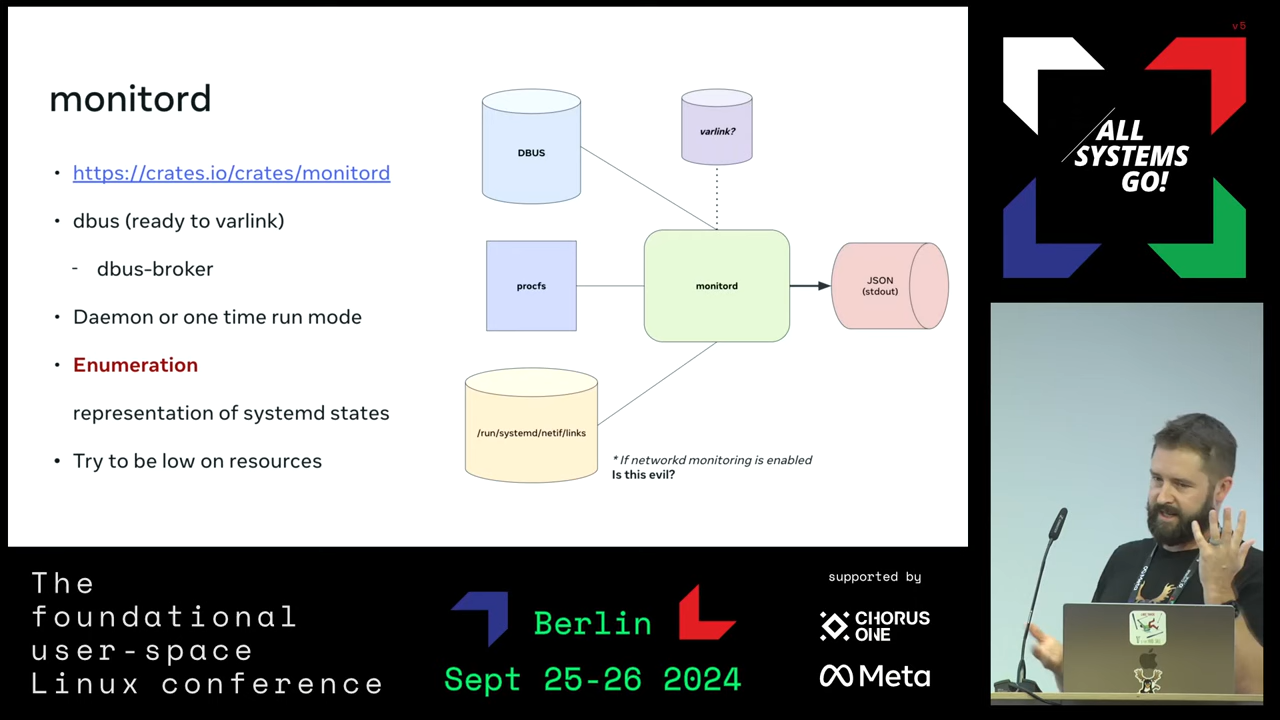 monitord
• https://crates.io/crates/monitord
• dbus (ready to varlink)
- dbus-broker
• Daemon or one time run mode
• Enumeration
representation of systemd states
• Try to be low on resources
DBUS
varlink?
procfs
monitord
JSON
(stdout)
/run/systemd/netif/links
* If networkd monitoring is enabled
Is this evil?
v5
ALL
SYSTEMS
GO!
The
foundational
user-space
Linux conference
Berlin
Sept 25-26 2024
supported by
CHORUS
ONE
Meta